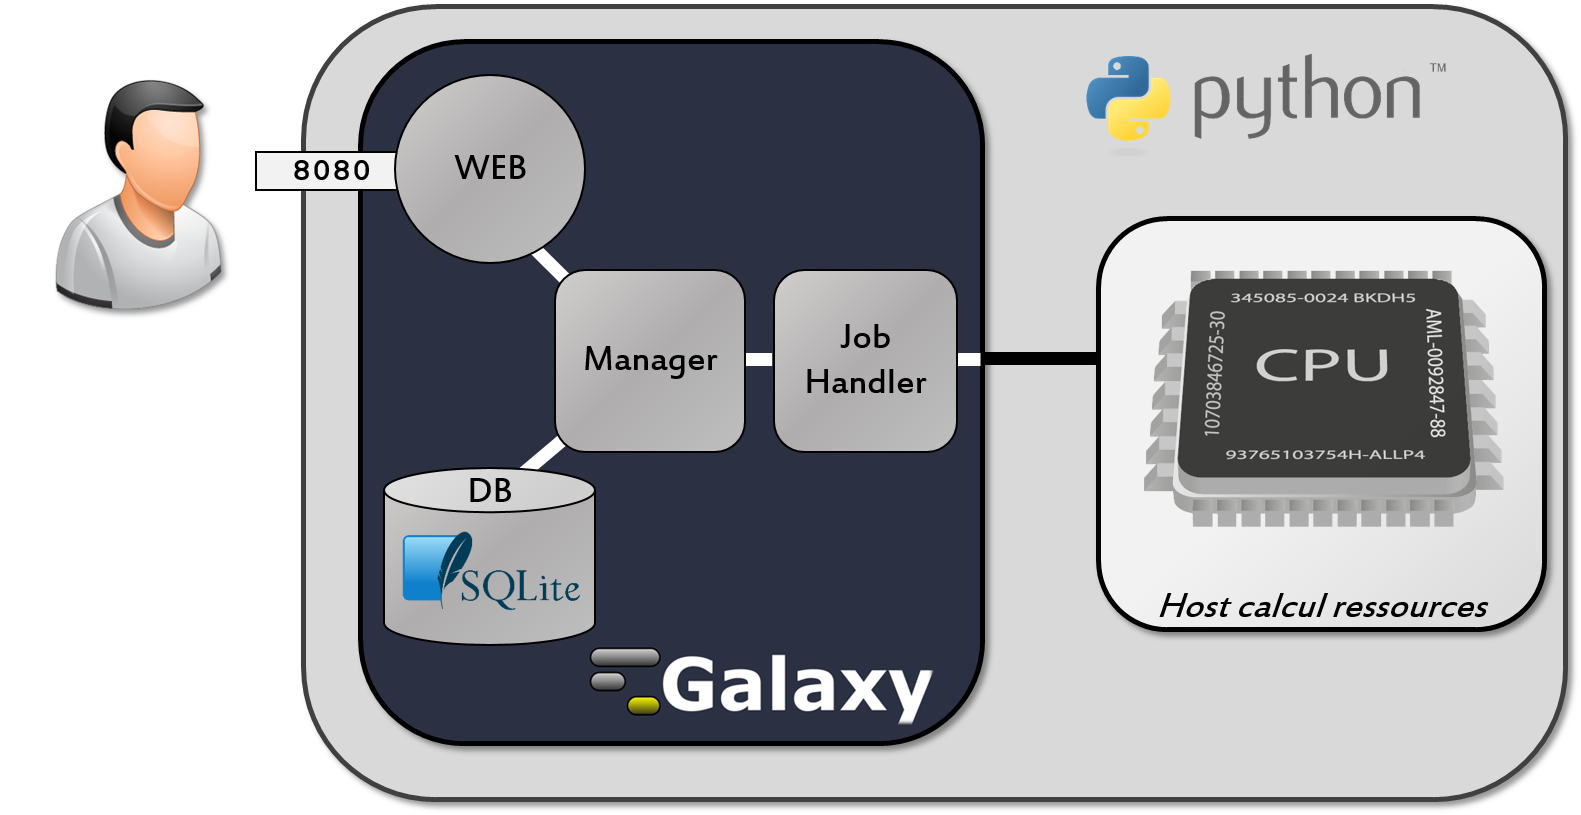 python™
8080
WEB
Manager
Job
Handler
DB
SQLite
Galaxy
345085-0024 BKDH5
10703846725-30
CPU
AML-0092847-88
93765103754H-ALLP4
Host calcul ressources